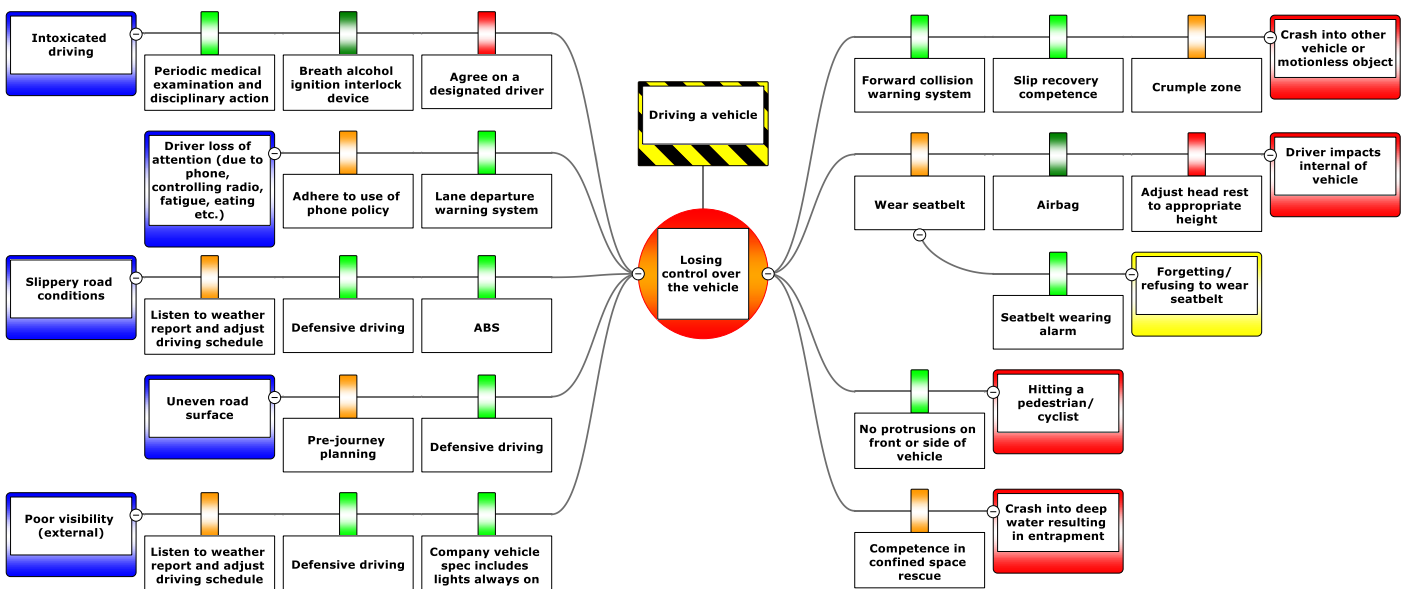 Intoxicated
driving
Periodic medical
examination and
disciplinary action
Breath alcohol
ignition interlock
device
Agree on a
designated driver
Driver loss of
attention (due to
phone,
controlling radio,
fatigue, eating
etc.)
Adhere to use of
phone policy
Lane departure
warning system
Slippery road
conditions
Listen to weather
report and adjust
driving schedule
Defensive driving
ABS
Uneven road
surface
Pre-journey
planning
Defensive driving
Poor visibility
(external)
Listen to weather
report and adjust
driving schedule
Defensive driving
Company vehicle
spec includes
lights always on
Driving a vehicle
Losing
control over
the vehicle
Forward collision
warning system
Slip recovery
competence
Crumple zone
Crash into other
vehicle or
motionless object
Wear seatbelt
Airbag
Adjust head rest
to appropriate
height
Driver impacts
internal of
vehicle
Seatbelt wearing
alarm
Forgetting/
refusing to wear
seatbelt
No protrusions on
front or side of
vehicle
Hitting a
pedestrian/
cyclist
Competence in
confined space
rescue
Crash into deep
water resulting
in entrapment